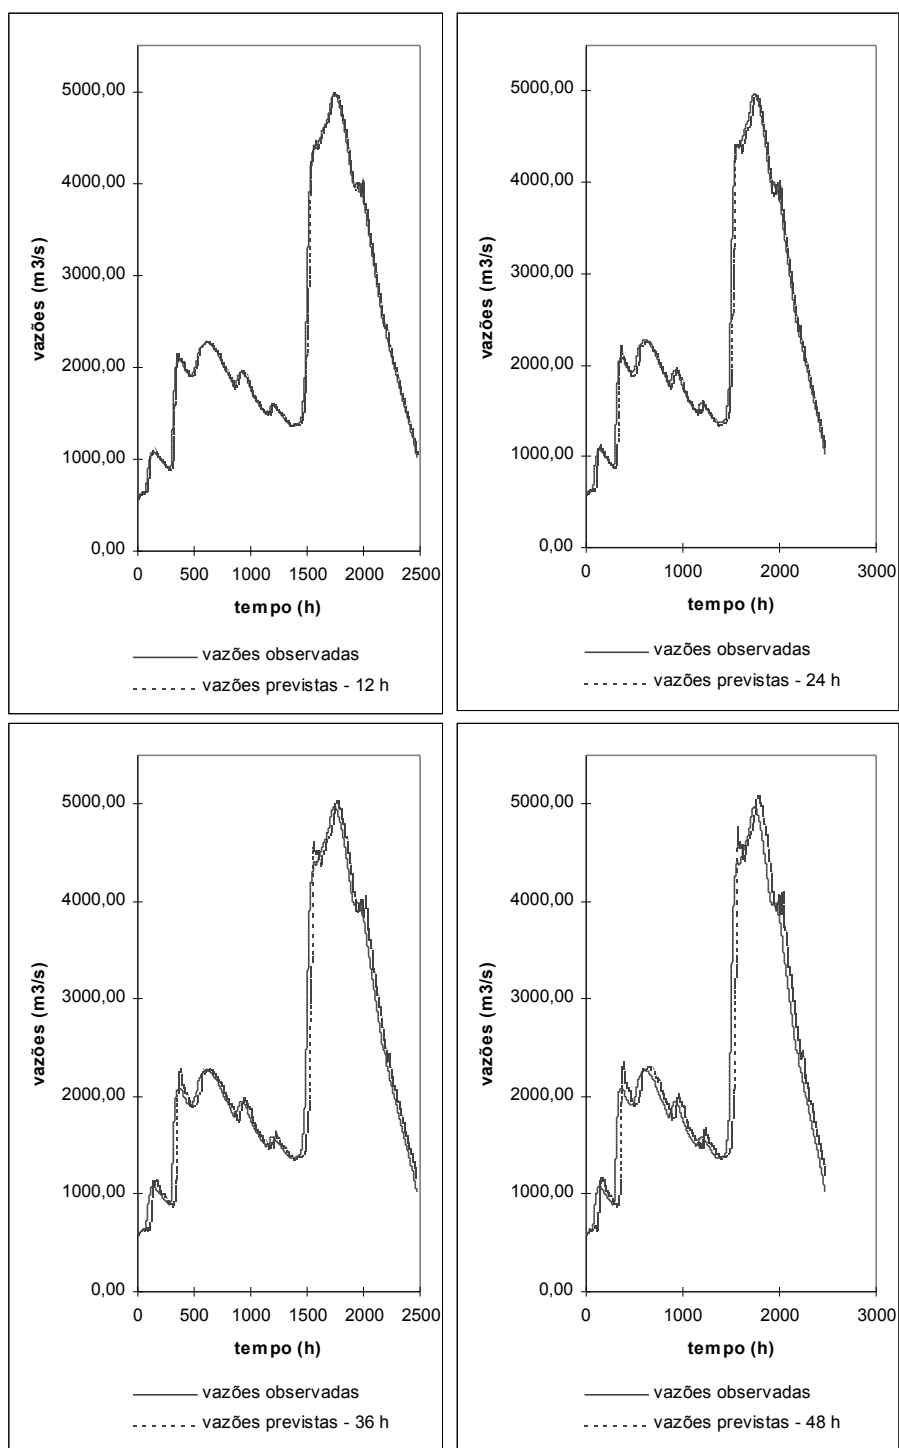 5000,00
4000,00
3000,00
2000,00
1000,00
0,00
vazões (m3/s)
0 500 1000 1500 2000 2500
tempo (h)
vazões observadas
vazões previstas - 12 h
5000,00
4000,00
3000,00
2000,00
1000,00
0,00
vazões (m3/s)
0 1000 2000 3000
tempo (h)
vazões observadas
vazões previstas - 24 h
5000,00
4000,00
3000,00
2000,00
1000,00
0,00
vazões (m3/s)
0 500 1000 1500 2000 2500
tempo (h)
vazões observadas
vazões previstas - 36 h
5000,00
4000,00
3000,00
2000,00
1000,00
0,00
vazões (m3/s)
0 1000 2000 3000
tempo (h)
vazões observadas
vazões previstas - 48 h